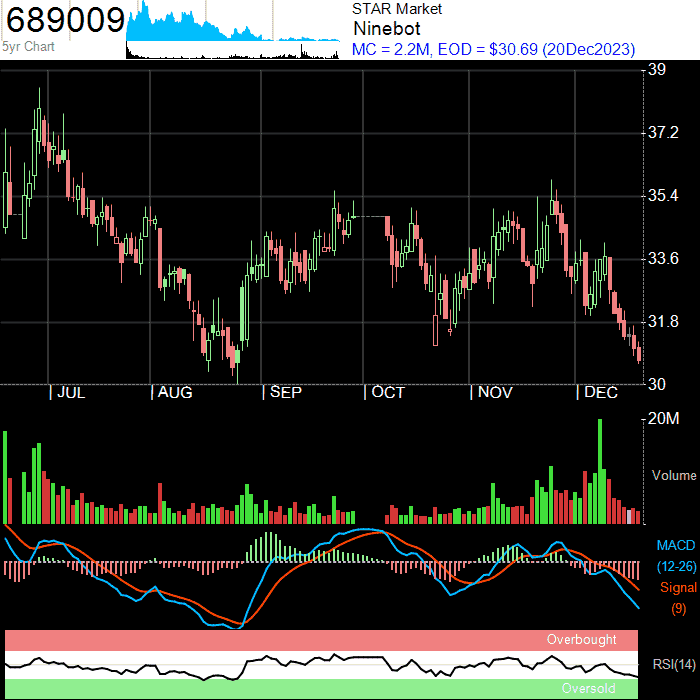 689009
5yr Chart
STAR Market
Ninebot
MC = 2.2M, EOD = $30.69 (20Dec2023)
39
37.2
35.4
33.6
31.8
30
| JUL | AUG | SEP | OCT | NOV | DEC
20M
Volume
MACD
(12-26)
Signal
(9)
Overbought
RSI(14)
Oversold